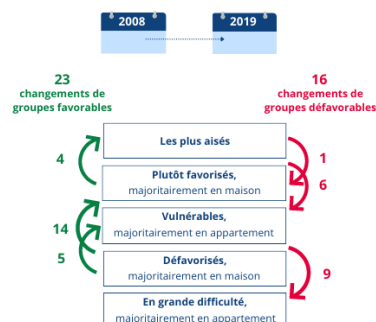 2008
2019
23
changements de
groupes favorables
16
changements de
groupes défavorables
Les plus aisés
4
1
Plutôt favorisés,
majoritairement en maison
6
Vulnérables,
majoritairement en appartement
14
5
Défavorisés,
majoritairement en maison
9
En grande difficulté,
majoritairement en appartement